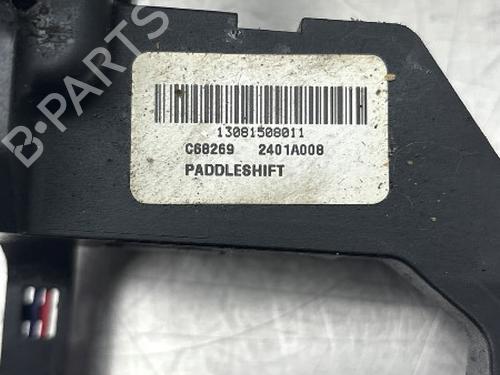 B-PARTS
13081508011
C68269 2401A008
PADDLESHIFT